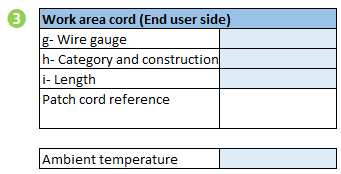 3 Work area cord (End user side)
g- Wire gauge
h- Category and construction
i- Length
Patch cord reference
Ambient temperature